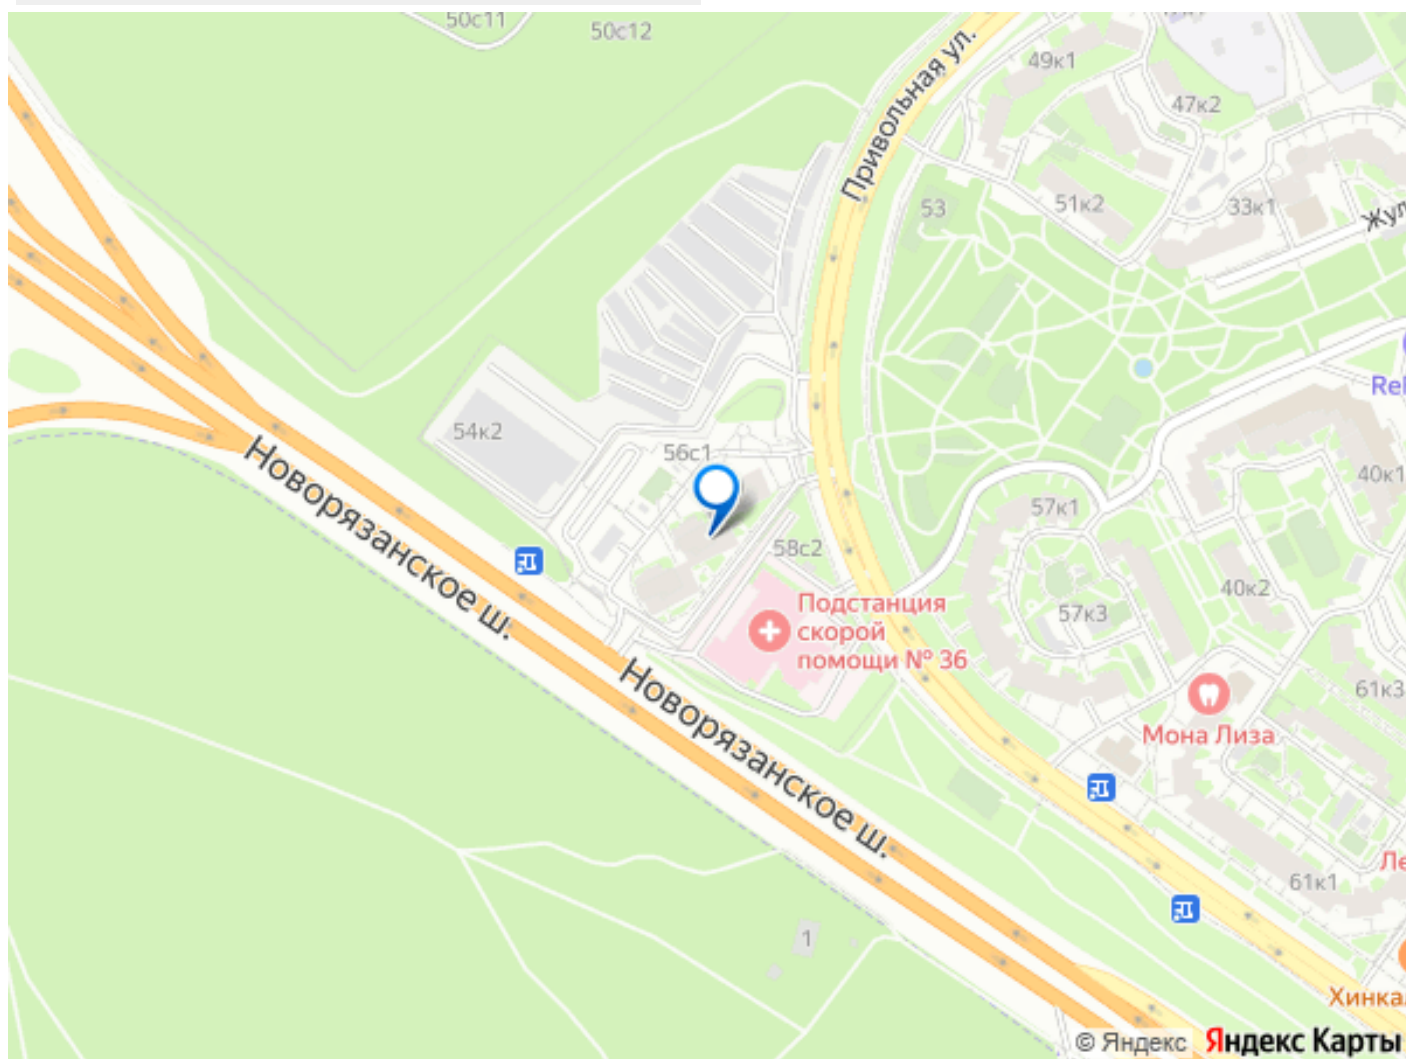 50с11
50с12
Привольная ул.
49к1
47к2
53
51к2
33к1
54к2
56с1
57к1
40к1
58с2
40к2
57к3
Новорязанское ш.
Подстанция
скорой
помощи № 36
61к3
Мона Лиза
Новорязанское ш.
61к1
1
© Яндекс
Яндекс Карты